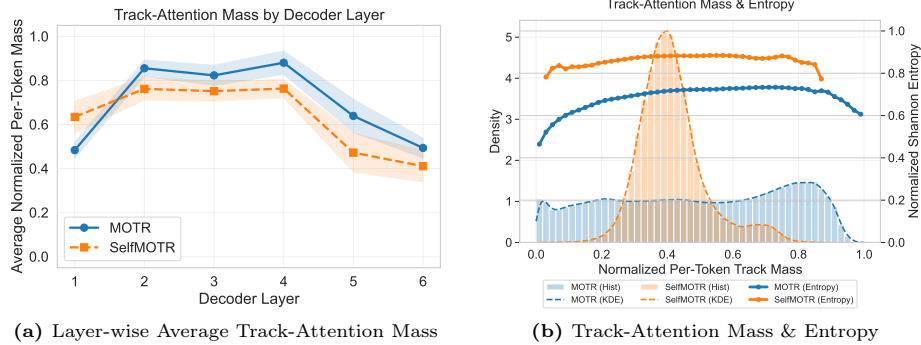 Track-Attention Mass by Decoder Layer
Average Normalized Per-Token Mass
1.0
0.8
0.6
0.4
0.2
0.0
MOTR
SelfMOTR
1 2 3 4 5 6
Decoder Layer
(a) Layer-wise Average Track-Attention Mass
Track-Attention Mass & Entropy
Density
5
4
3
2
1
0
1.0
0.8
0.6
0.4
0.2
0.0
Normalized Shannon Entropy
0.0 0.2 0.4 0.6 0.8 1.0
Normalized Per-Token Track Mass
MOTR (Hist) SelfMOTR (Hist) MOTR (Entropy)
MOTR (KDE) SelfMOTR (KDE) SelfMOTR (Entropy)
(b) Track-Attention Mass & Entropy